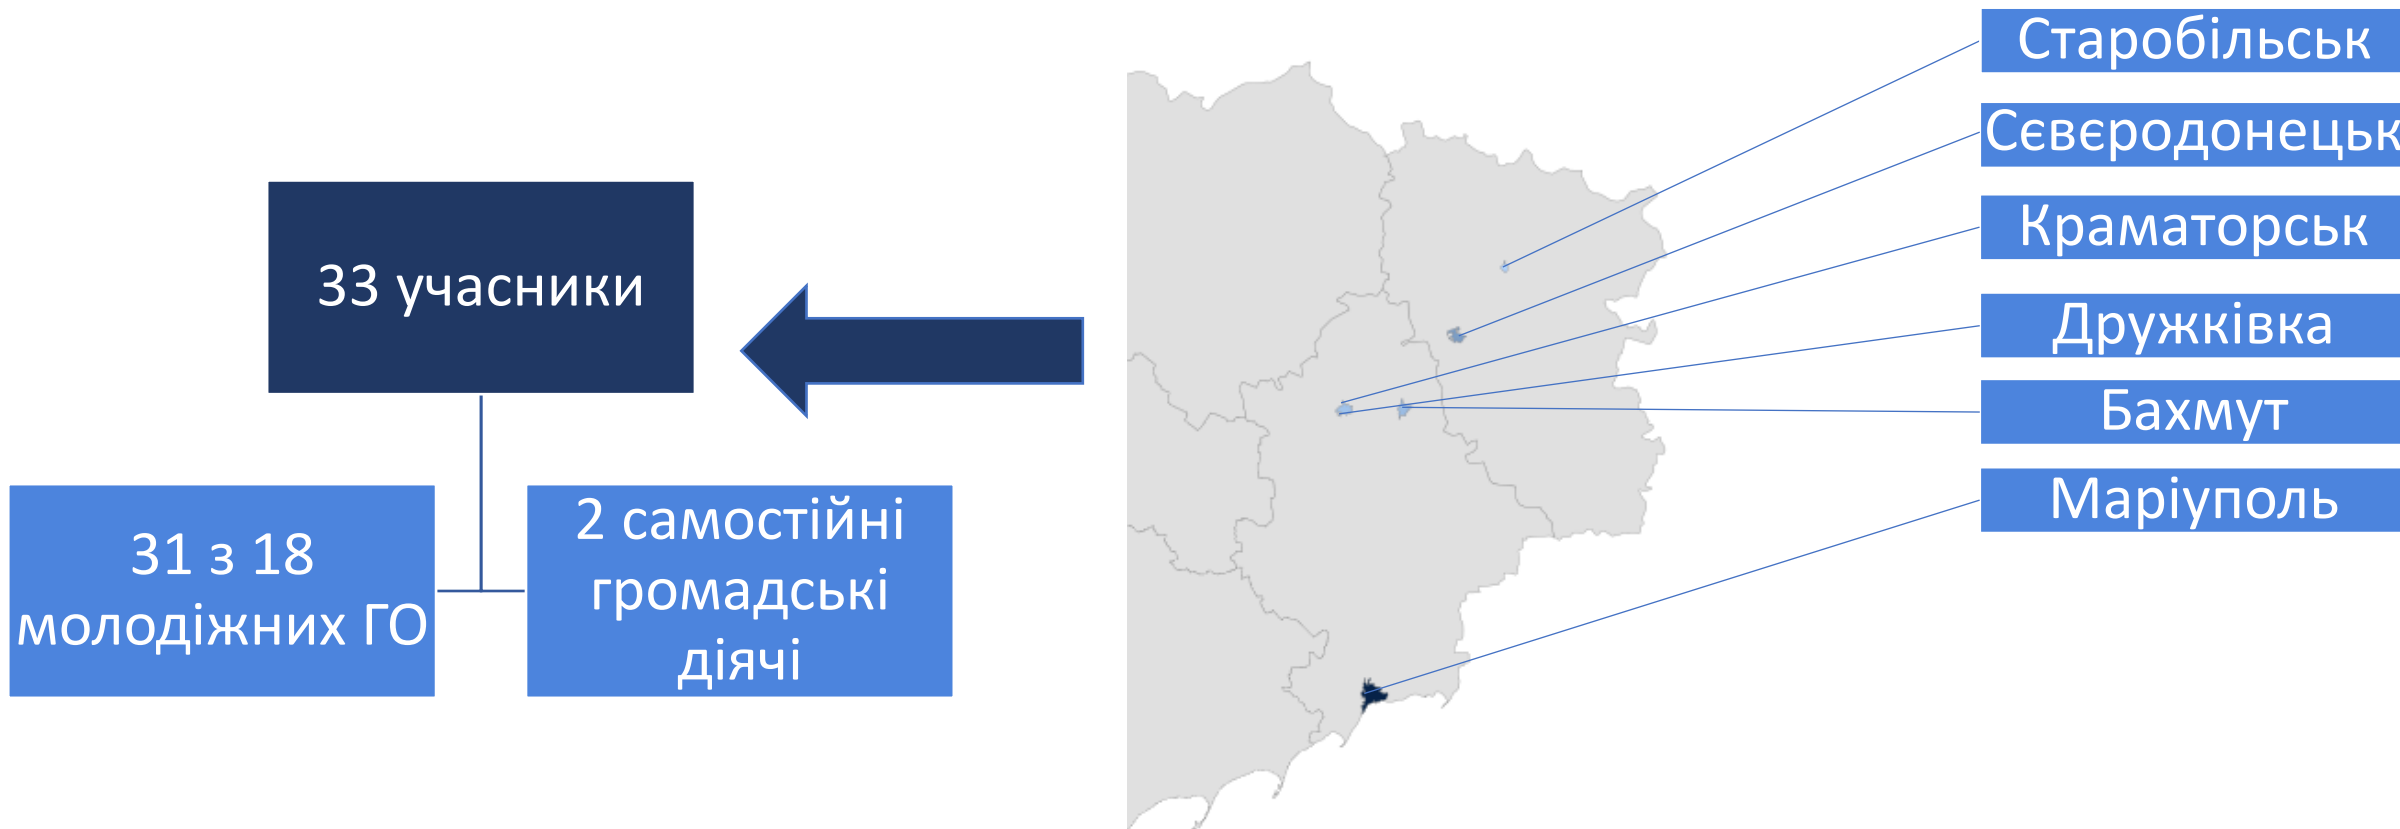 33 учасники
31 з 18
молодіжних ГО
2 самостійні
громадські
діячі
Старобільськ
Сєвєродонецьк
Краматорськ
Дружківка
Бахмут
Маріуполь